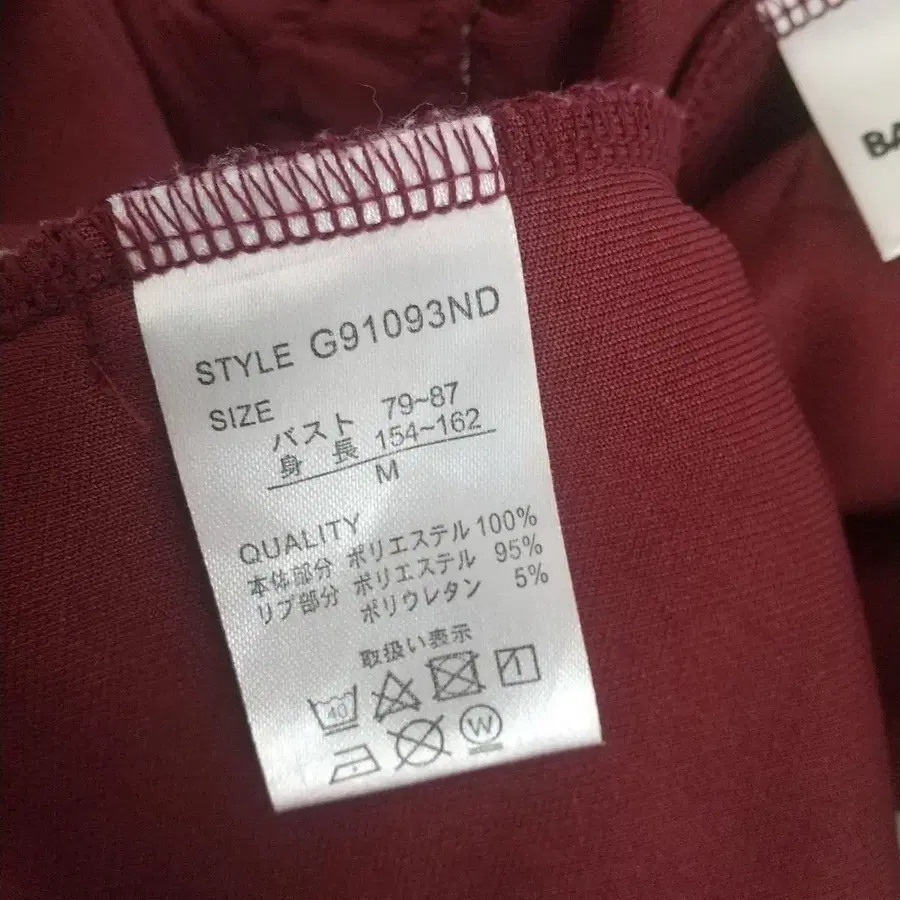 STYLE G91093ND
SIZE
バスト 79~87
身 長 154~162
M
QUALITY
本体部分 ポリエステル 100%
リブ部分 ポリエステル 95%
ポリウレタン 5%
取扱い表示
40
W
BA